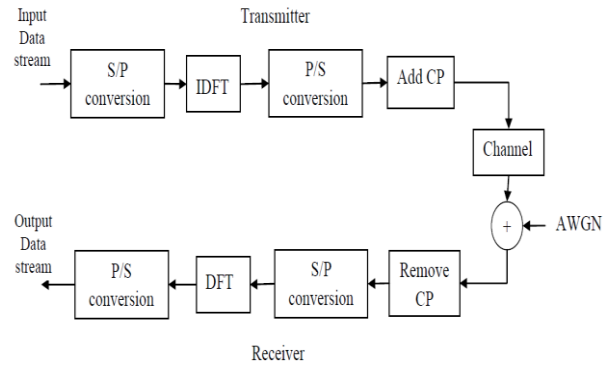 Input
Data
stream
Transmitter
S/P
conversion
IDFT
P/S
conversion
Add CP
Channel
+
AWGN
Output
Data
stream
P/S
conversion
DFT
S/P
conversion
Remove
CP
Receiver